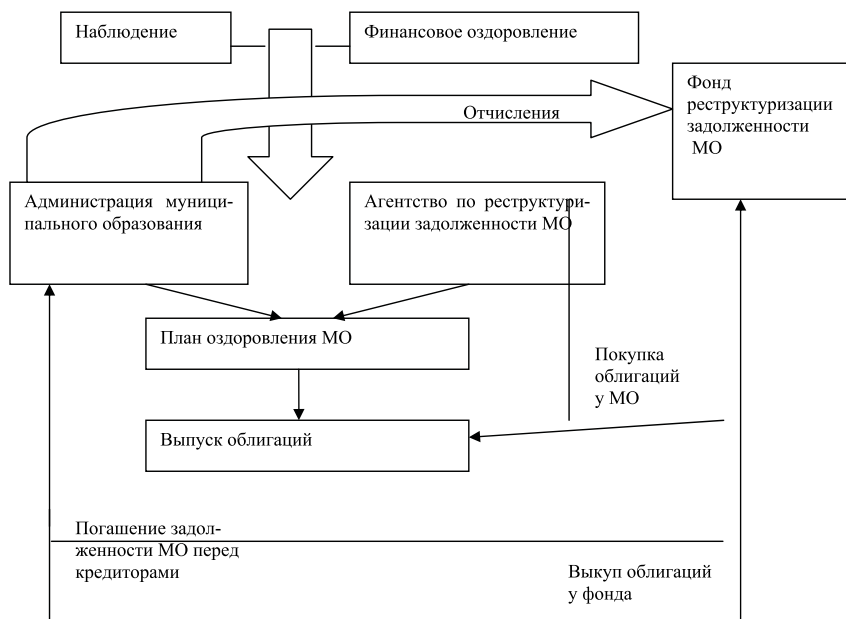 Наблюдение
Финансовое оздоровление
Фонд
реструктуризации
задолженности
МО
Отчисления
Администрация муници-
пального образования
Агентство по реструктури-
зации задолженности МО
План оздоровления МО
Покупка
облигаций
у МО
Выпуск облигаций
Погашение задол-
женности МО перед
кредиторами
Выкуп облигаций
у фонда